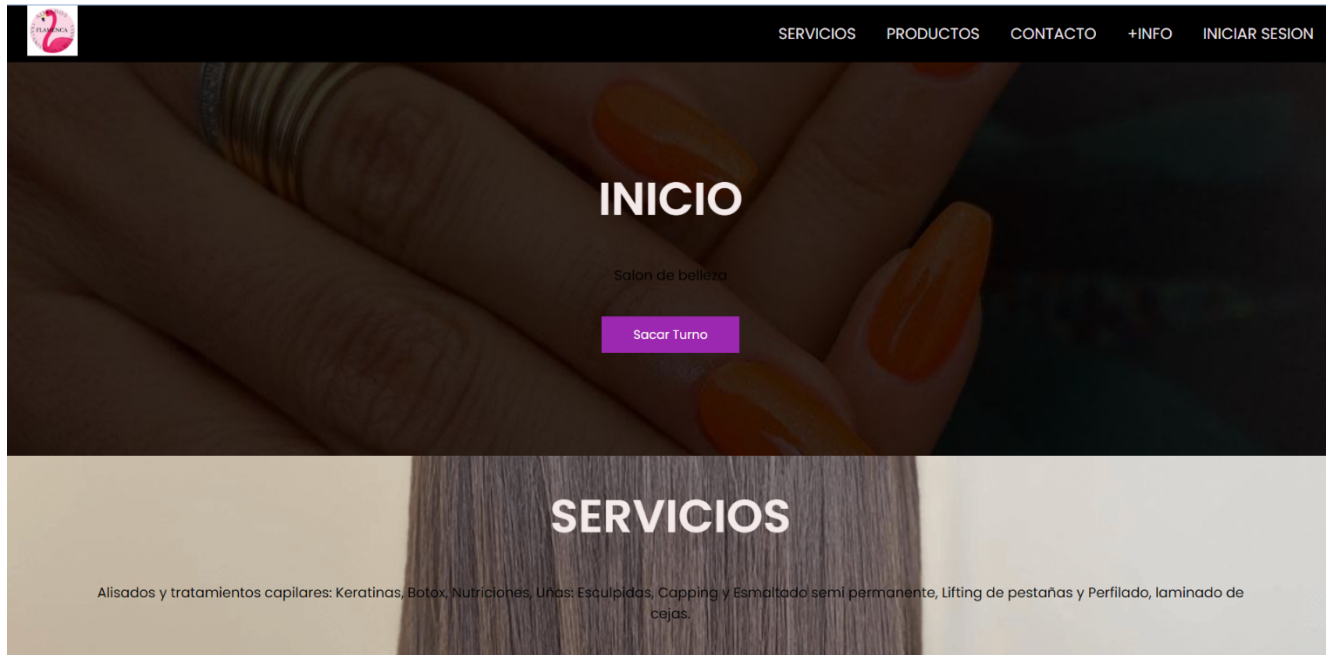 FLAMENCA
SERVICIOS PRODUCTOS CONTACTO +INFO INICIAR SESION
INICIO
Salon de belleza
Sacar Turno
SERVICIOS
Alisados y tratamientos capilares: Keratinas, Botox, Nutriciones, Uñas: Esculpidas, Capping y Esmaltado semi permanente, Lifting de pestañas y Perfilado, laminado de
cejas.